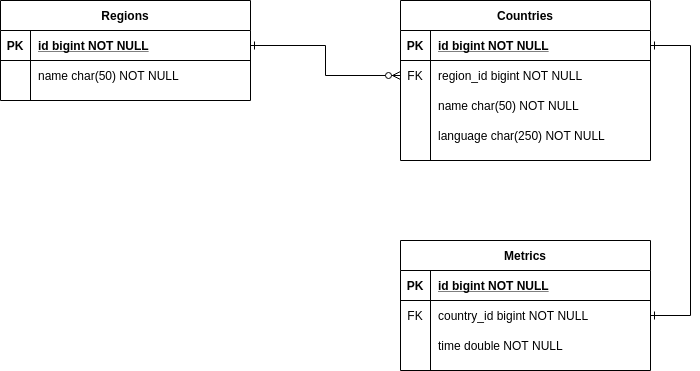 Regions
PK id bigint NOT NULL
name char(50) NOT NULL
Countries
PK id bigint NOT NULL
FK region_id bigint NOT NULL
name char(50) NOT NULL
language char(250) NOT NULL
Metrics
PK id bigint NOT NULL
FK country_id bigint NOT NULL
time double NOT NULL